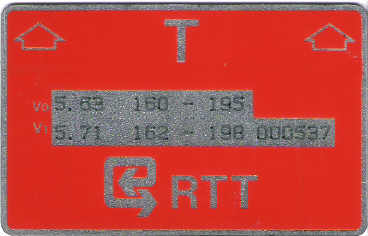 T
Vo 5.69 160 - 195
Vi 5.71 162 - 198 000537
RTT